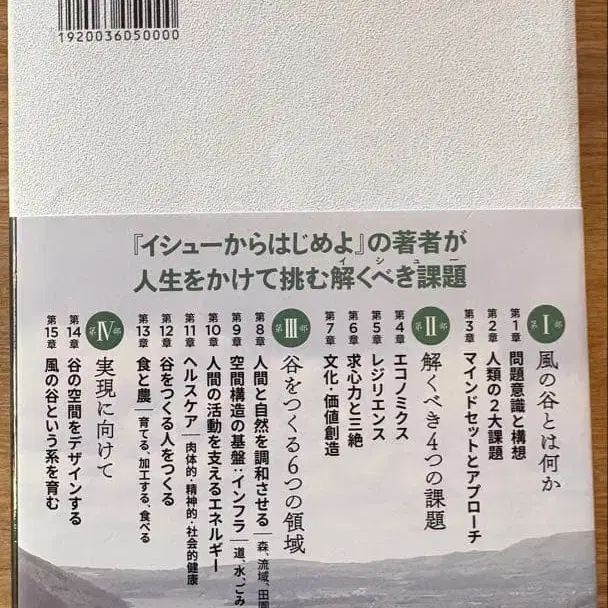 1920036050000
『イシューからはじめよ』の著者が
人生をかけて挑む解くべき課題
イシュー
第Ⅰ部 風の谷とは何か
第1章 問題意識と構想
第2章 人類の2大課題
第3章 マインドセットとアプローチ
第Ⅱ部 解くべき4つの課題
第4章 エコノミクス
第5章 レジリエンス
第6章 求心力と三絶
第7章 文化・価値創造
第Ⅲ部 谷をつくる6つの領域
第8章 人間と自然を調和させる｜森、流域、田園
第9章 空間構造の基盤:インフラ｜道、水、ごみ
第10章 人間の活動を支えるエネルギー
第11章 ヘルスケア｜肉体的・精神的・社会的健康
第12章 谷をつくる人をつくる
第13章 食と農｜育てる、加工する、食べる
第Ⅳ部 実現に向けて
第14章 谷の空間をデザインする
第15章 風の谷という系を育む